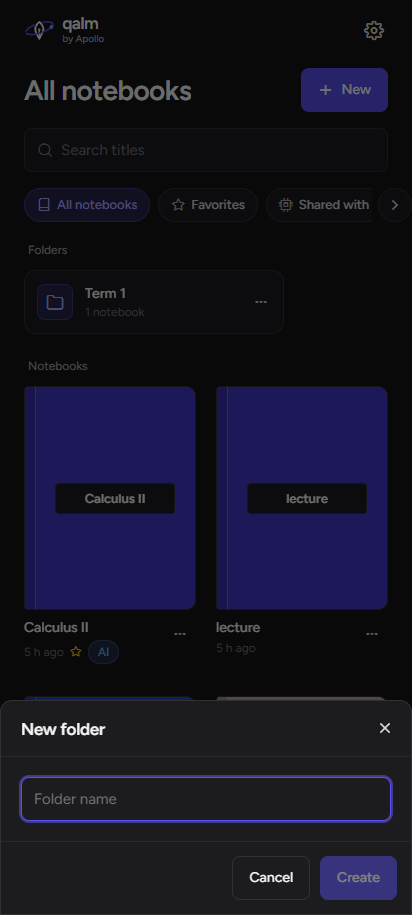 qalm
by Apollo
All notebooks
+ New
Search titles
All notebooks
Favorites
Shared with
Folders
Term 1
1 notebook
Notebooks
Calculus II
lecture
Calculus II
5 h ago
AI
lecture
5 h ago
New folder
Folder name
Cancel
Create